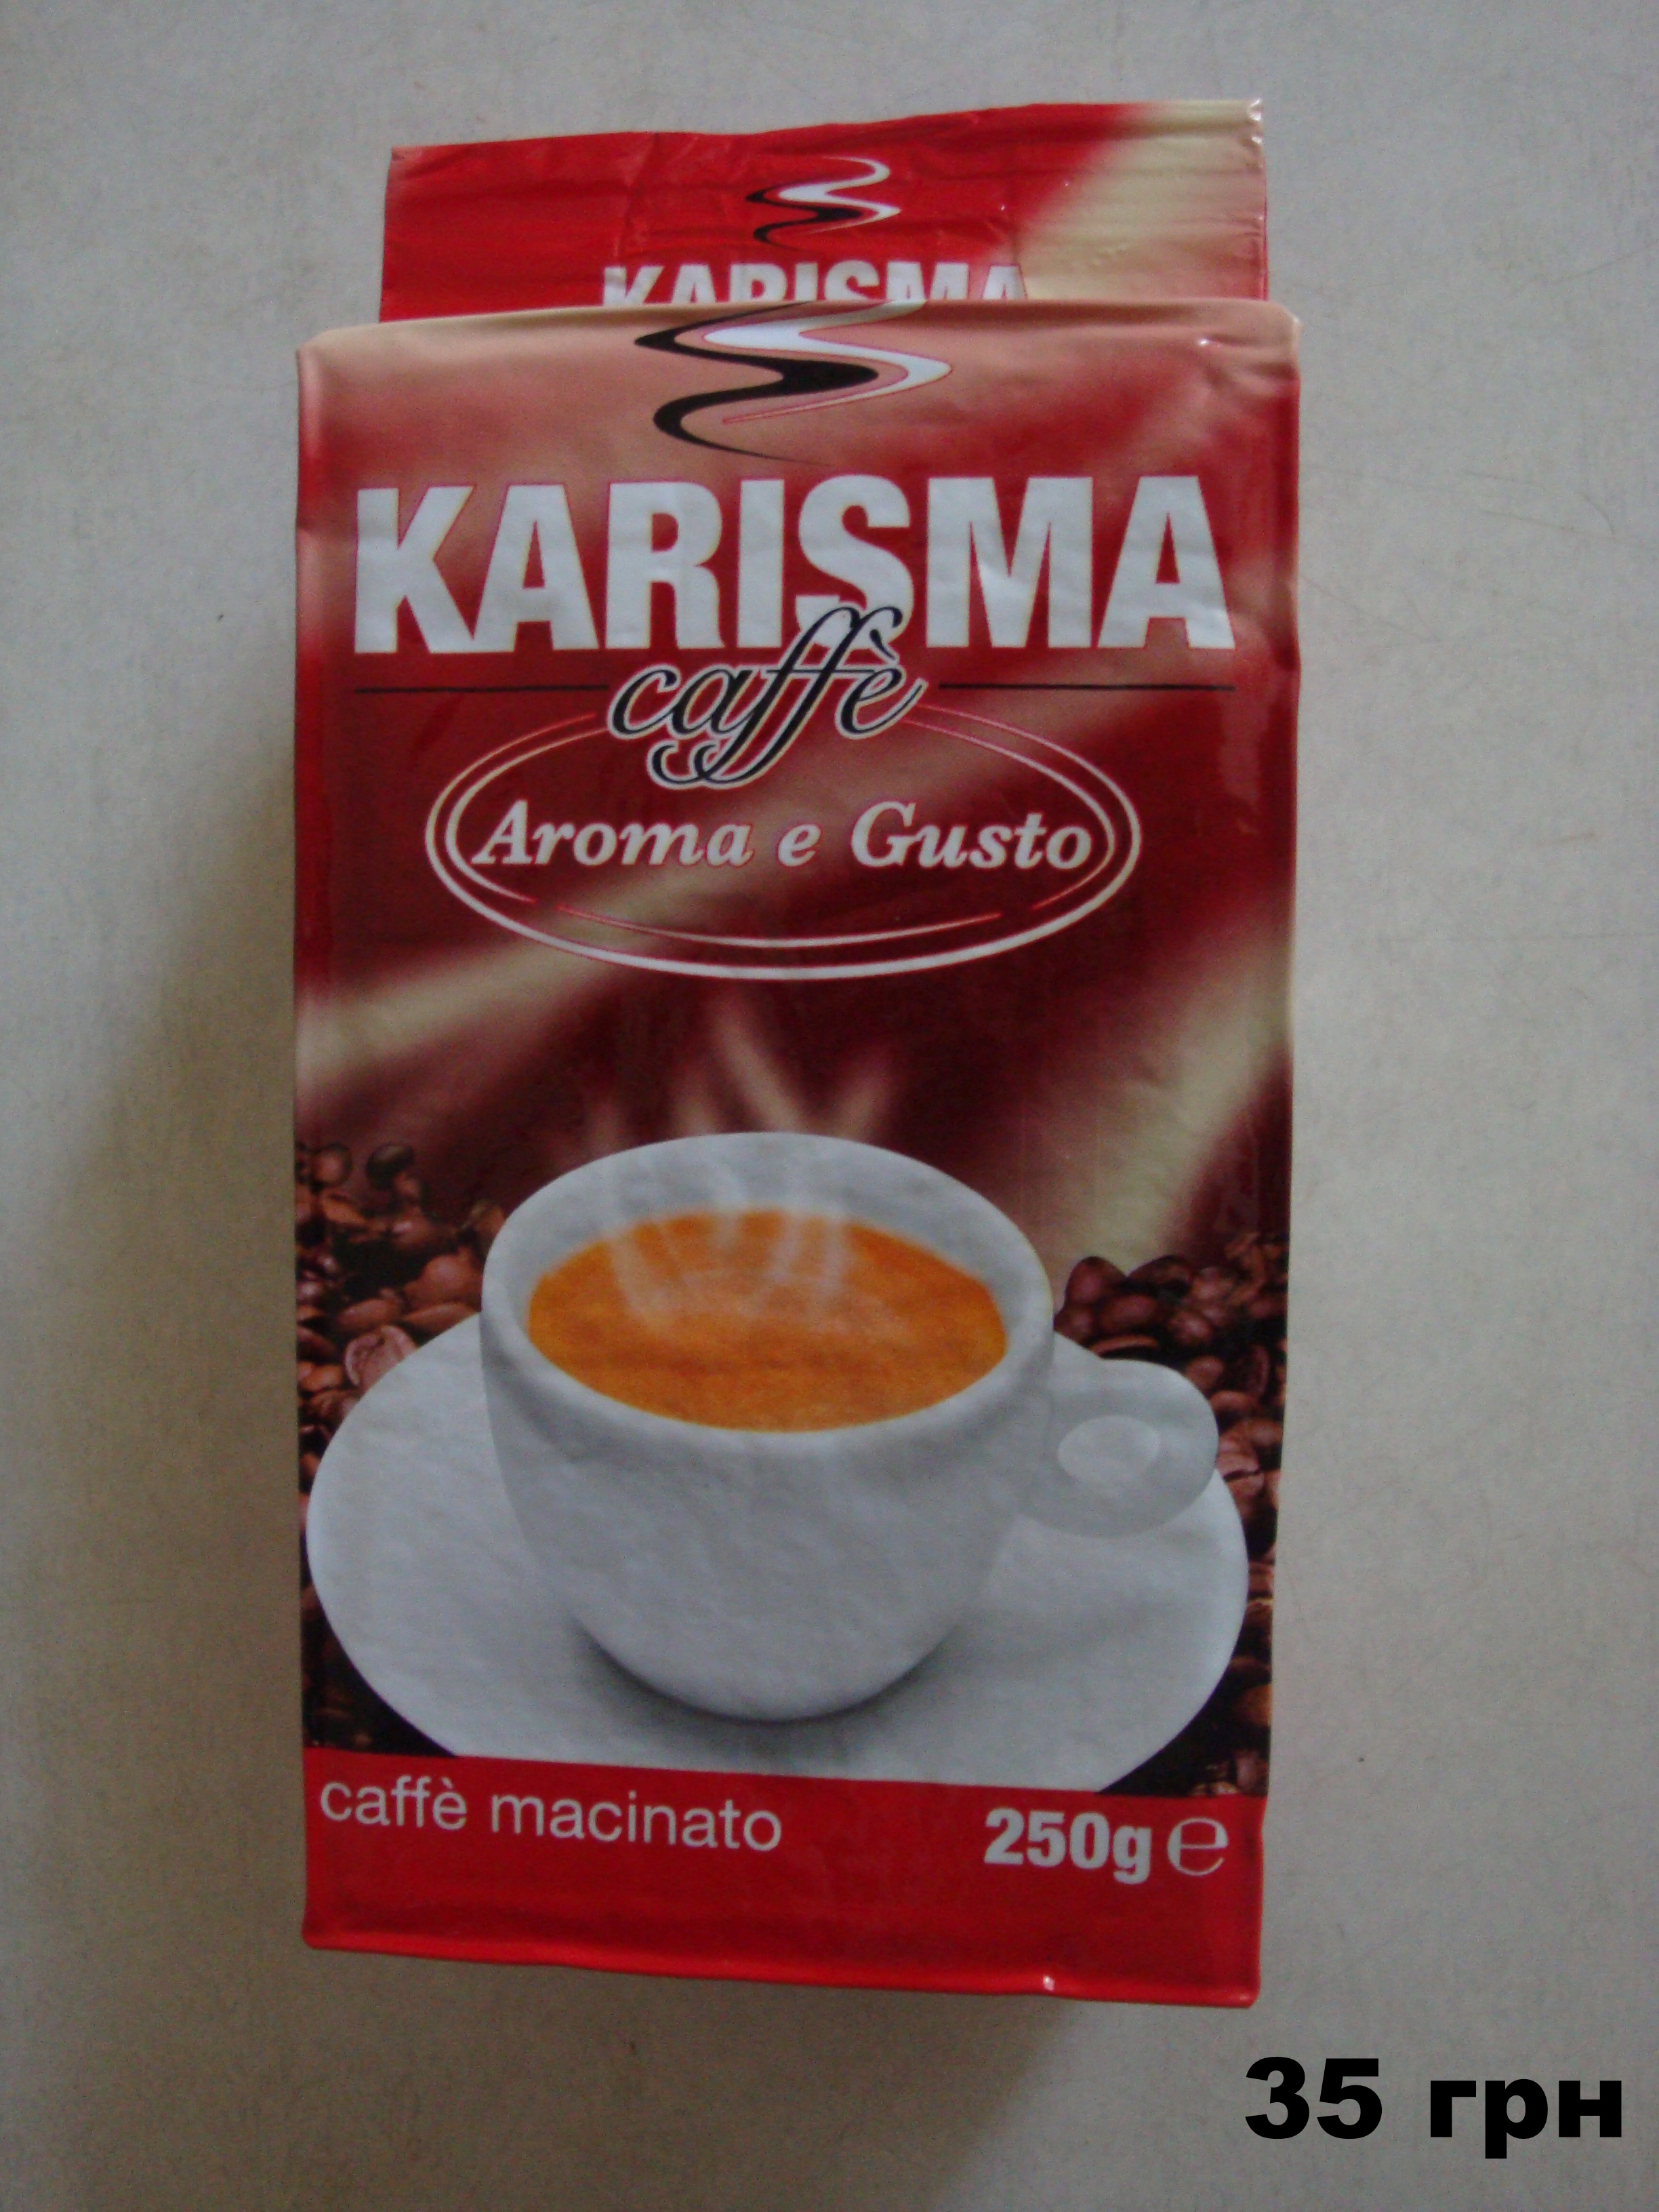 KARISMA
KARISMA
caffè
Aroma e Gusto
caffè macinato
250g ℮
35 грн